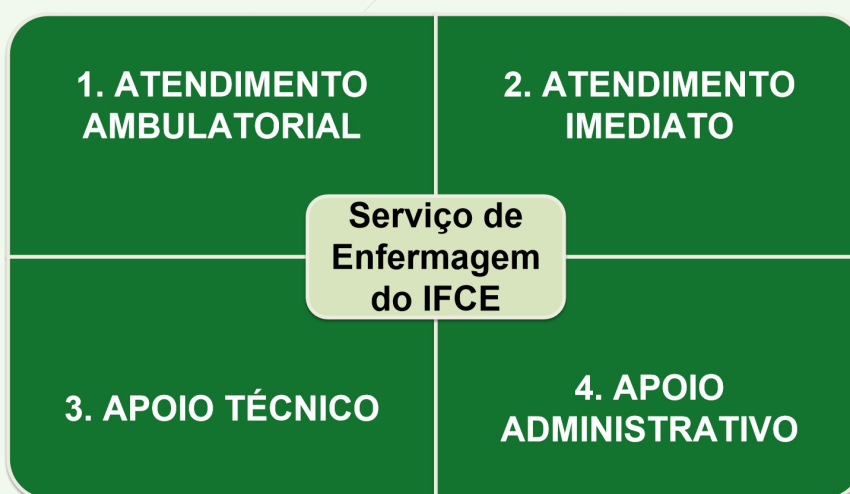 1. ATENDIMENTO
AMBULATORIAL
2. ATENDIMENTO
IMEDIATO
Serviço de
Enfermagem
do IFCE
3. APOIO TÉCNICO
4. APOIO
ADMINISTRATIVO